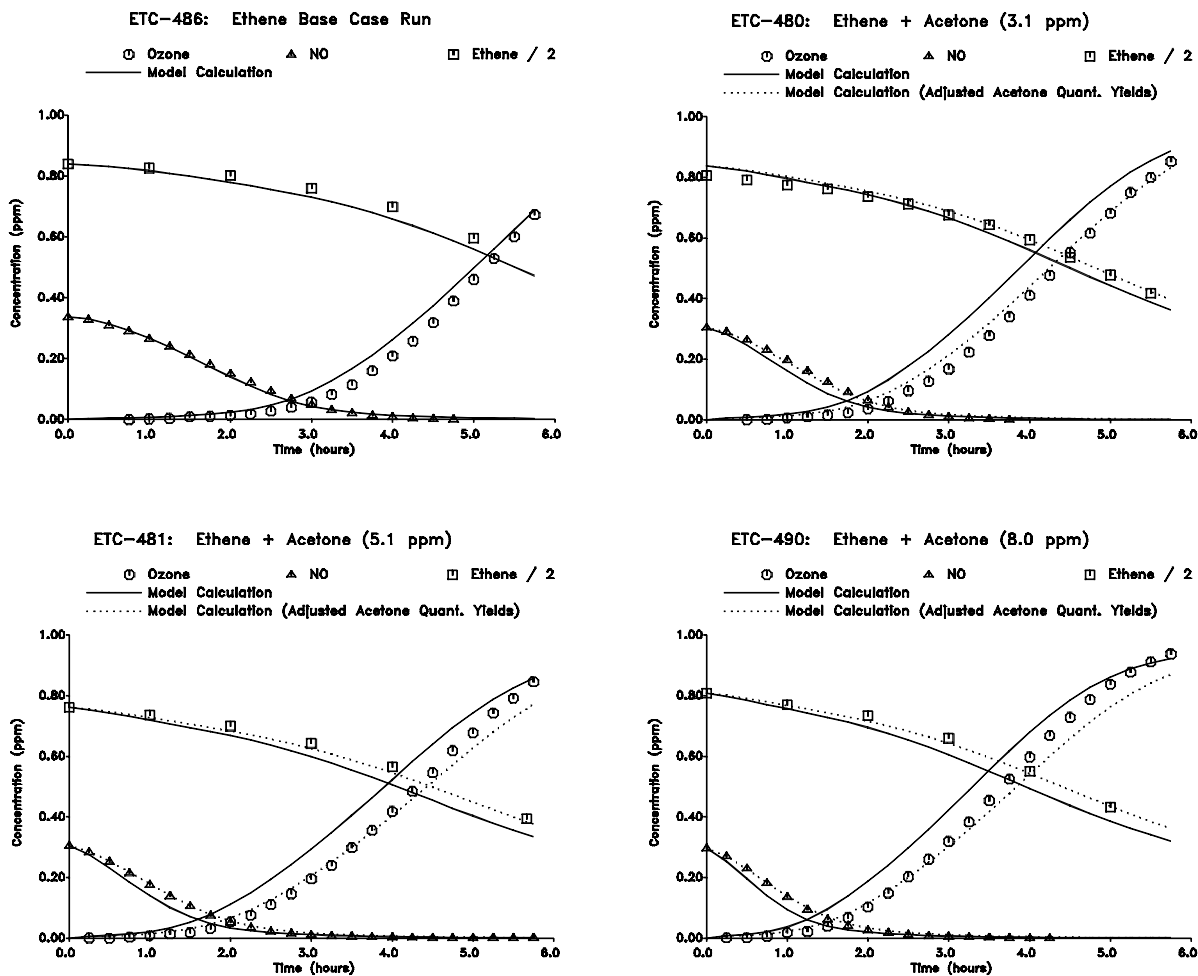 ETC-486: Ethene Base Case Run
Ozone NO Ethene / 2
Model Calculation
1.00
0.80
0.60
0.40
0.20
0.00
Concentration (ppm)
0.0 1.0 2.0 3.0 4.0 5.0 6.0
Time (hours)
ETC-480: Ethene + Acetone (3.1 ppm)
Ozone NO Ethene / 2
Model Calculation
Model Calculation (Adjusted Acetone Quant. Yields)
1.00
0.80
0.60
0.40
0.20
0.00
Concentration (ppm)
0.0 1.0 2.0 3.0 4.0 5.0 6.0
Time (hours)
ETC-481: Ethene + Acetone (5.1 ppm)
Ozone NO Ethene / 2
Model Calculation
Model Calculation (Adjusted Acetone Quant. Yields)
1.00
0.80
0.60
0.40
0.20
0.00
Concentration (ppm)
0.0 1.0 2.0 3.0 4.0 5.0 6.0
Time (hours)
ETC-490: Ethene + Acetone (8.0 ppm)
Ozone NO Ethene / 2
Model Calculation
Model Calculation (Adjusted Acetone Quant. Yields)
1.00
0.80
0.60
0.40
0.20
0.00
Concentration (ppm)
0.0 1.0 2.0 3.0 4.0 5.0 6.0
Time (hours)